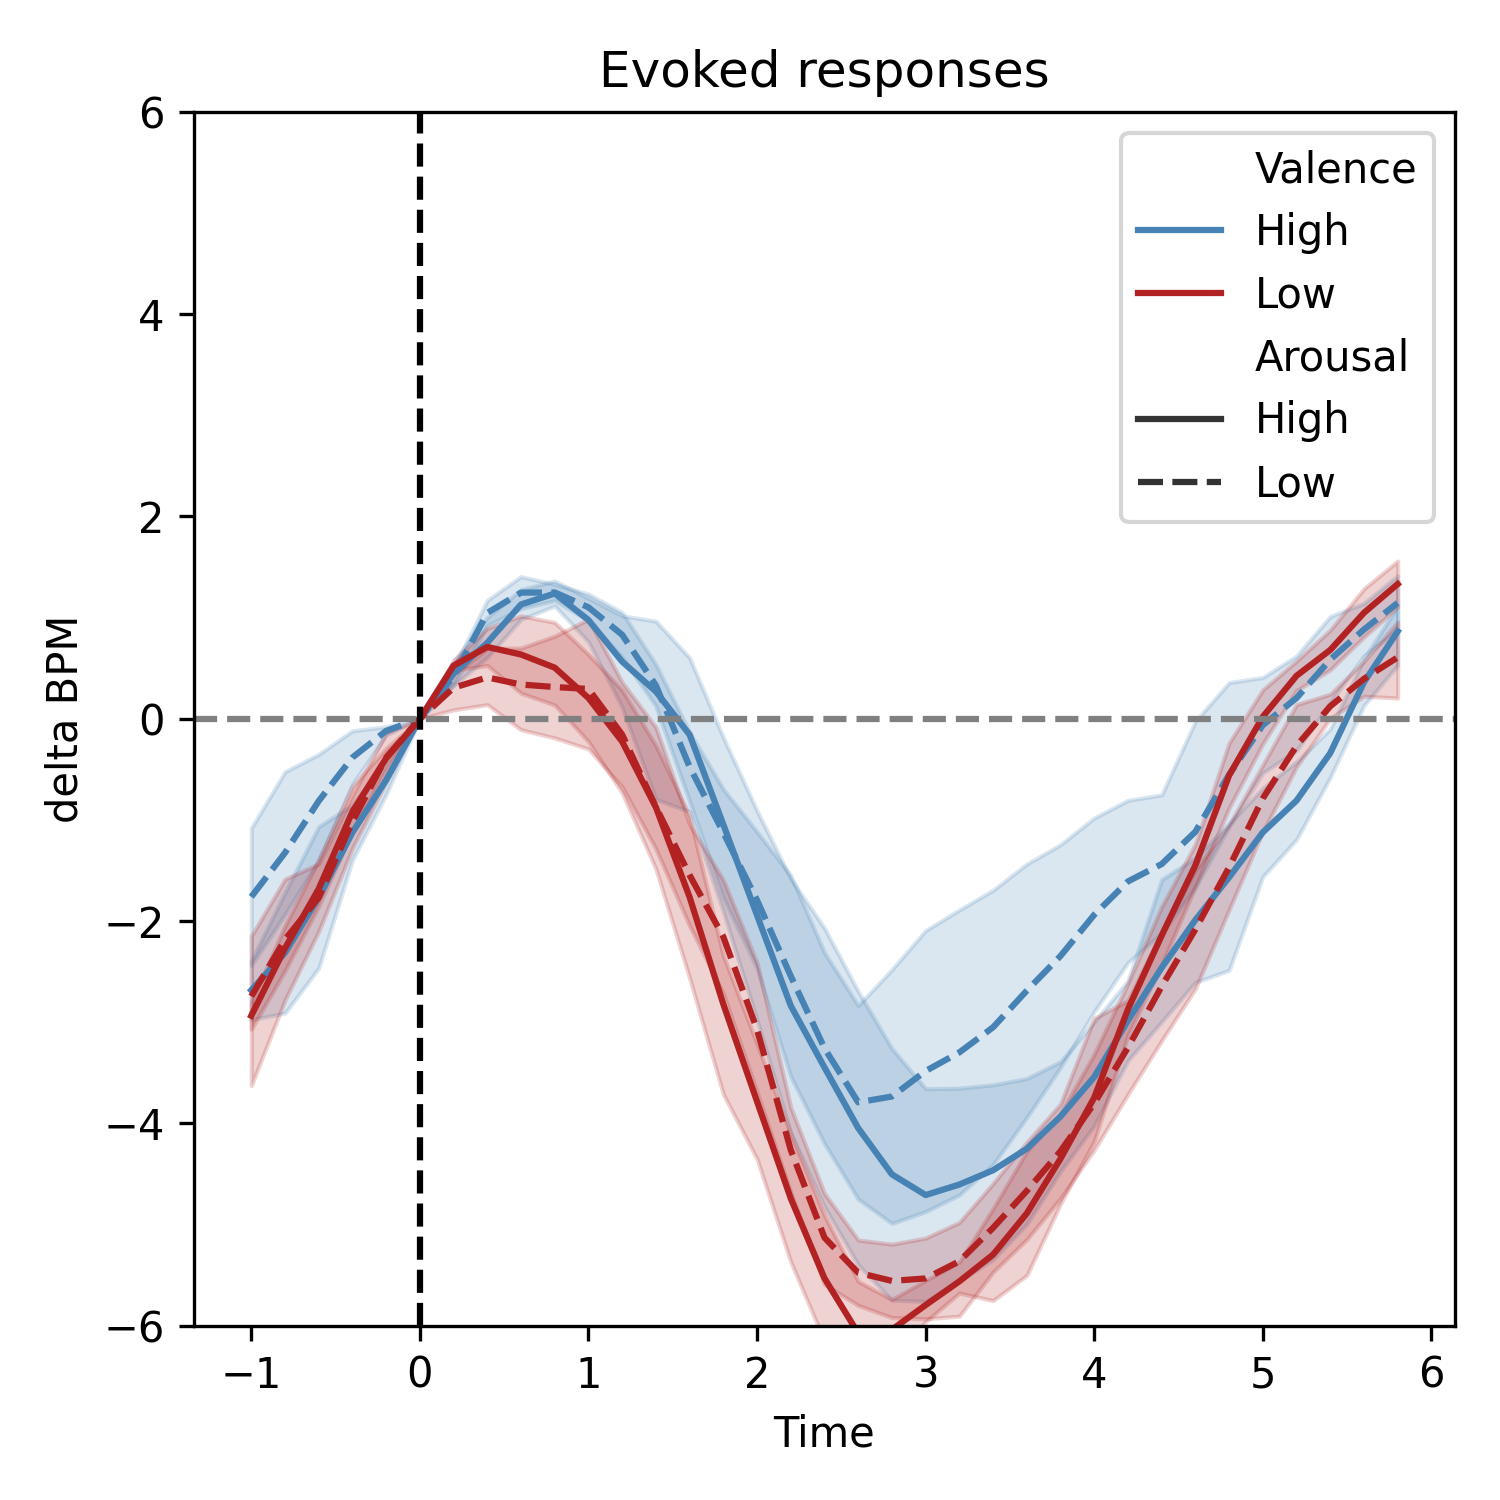 Evoked responses
6
4
2
0
−2
−4
−6
delta BPM
−1 0 1 2 3 4 5 6
Time
Valence
High
Low
Arousal
High
Low